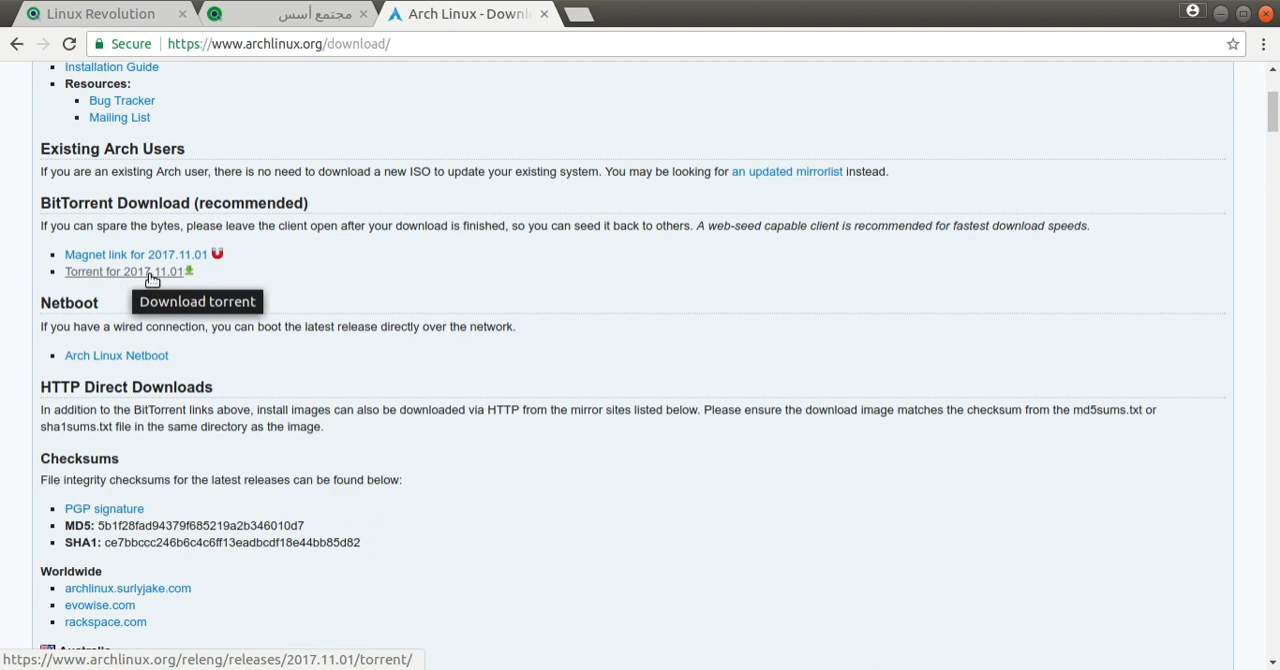 Linux Revolution
مجتمع أسس
Arch Linux - Downl
Secure
https://www.archlinux.org/download/
Installation Guide
Resources:
Bug Tracker
Mailing List
Existing Arch Users
If you are an existing Arch user, there is no need to download a new ISO to update your existing system. You may be looking for an updated mirrorlist instead.
BitTorrent Download (recommended)
If you can spare the bytes, please leave the client open after your download is finished, so you can seed it back to others. A web-seed capable client is recommended for fastest download speeds.
Magnet link for 2017.11.01
Torrent for 2017.11.01
Download torrent
Netboot
If you have a wired connection, you can boot the latest release directly over the network.
Arch Linux Netboot
HTTP Direct Downloads
In addition to the BitTorrent links above, install images can also be downloaded via HTTP from the mirror sites listed below. Please ensure the download image matches the checksum from the md5sums.txt or
sha1sums.txt file in the same directory as the image.
Checksums
File integrity checksums for the latest releases can be found below:
PGP signature
MD5: 5b1f28fad94379f685219a2b346010d7
SHA1: ce7bbccc246b6c4c6ff13eadbcdf18e44bb85d82
Worldwide
archlinux.surlyjake.com
evowise.com
rackspace.com
https://www.archlinux.org/releng/releases/2017.11.01/torrent/